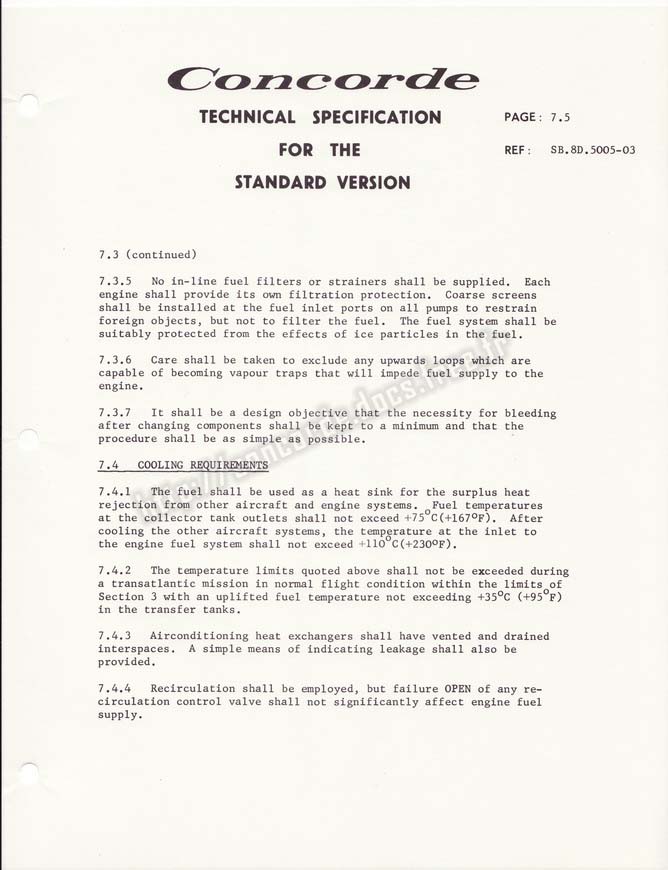 Concorde
TECHNICAL SPECIFICATION
FOR THE
STANDARD VERSION
PAGE: 7.5
REF: SB.8D.5005-03
7.3 (continued)
7.3.5 No in-line fuel filters or strainers shall be supplied. Each
engine shall provide its own filtration protection. Coarse screens
shall be installed at the fuel inlet ports on all pumps to restrain
foreign objects, but not to filter the fuel. The fuel system shall be
suitably protected from the effects of ice particles in the fuel.
7.3.6 Care shall be taken to exclude any upwards loops which are
capable of becoming vapour traps that will impede fuel supply to the
engine.
7.3.7 It shall be a design objective that the necessity for bleeding
after changing components shall be kept to a minimum and that the
procedure shall be as simple as possible.
7.4 COOLING REQUIREMENTS
7.4.1 The fuel shall be used as a heat sink for the surplus heat
rejection from other aircraft and engine systems. Fuel temperatures
at the collector tank outlets shall not exceed +75°C(+167°F). After
cooling the other aircraft systems, the temperature at the inlet to
the engine fuel system shall not exceed +110°C(+230°F).
7.4.2 The temperature limits quoted above shall not be exceeded during
a transatlantic mission in normal flight condition within the limits of
Section 3 with an uplifted fuel temperature not exceeding +35°C (+95°F)
in the transfer tanks.
7.4.3 Airconditioning heat exchangers shall have vented and drained
interspaces. A simple means of indicating leakage shall also be
provided.
7.4.4 Recirculation shall be employed, but failure OPEN of any re-
circulation control valve shall not significantly affect engine fuel
supply.